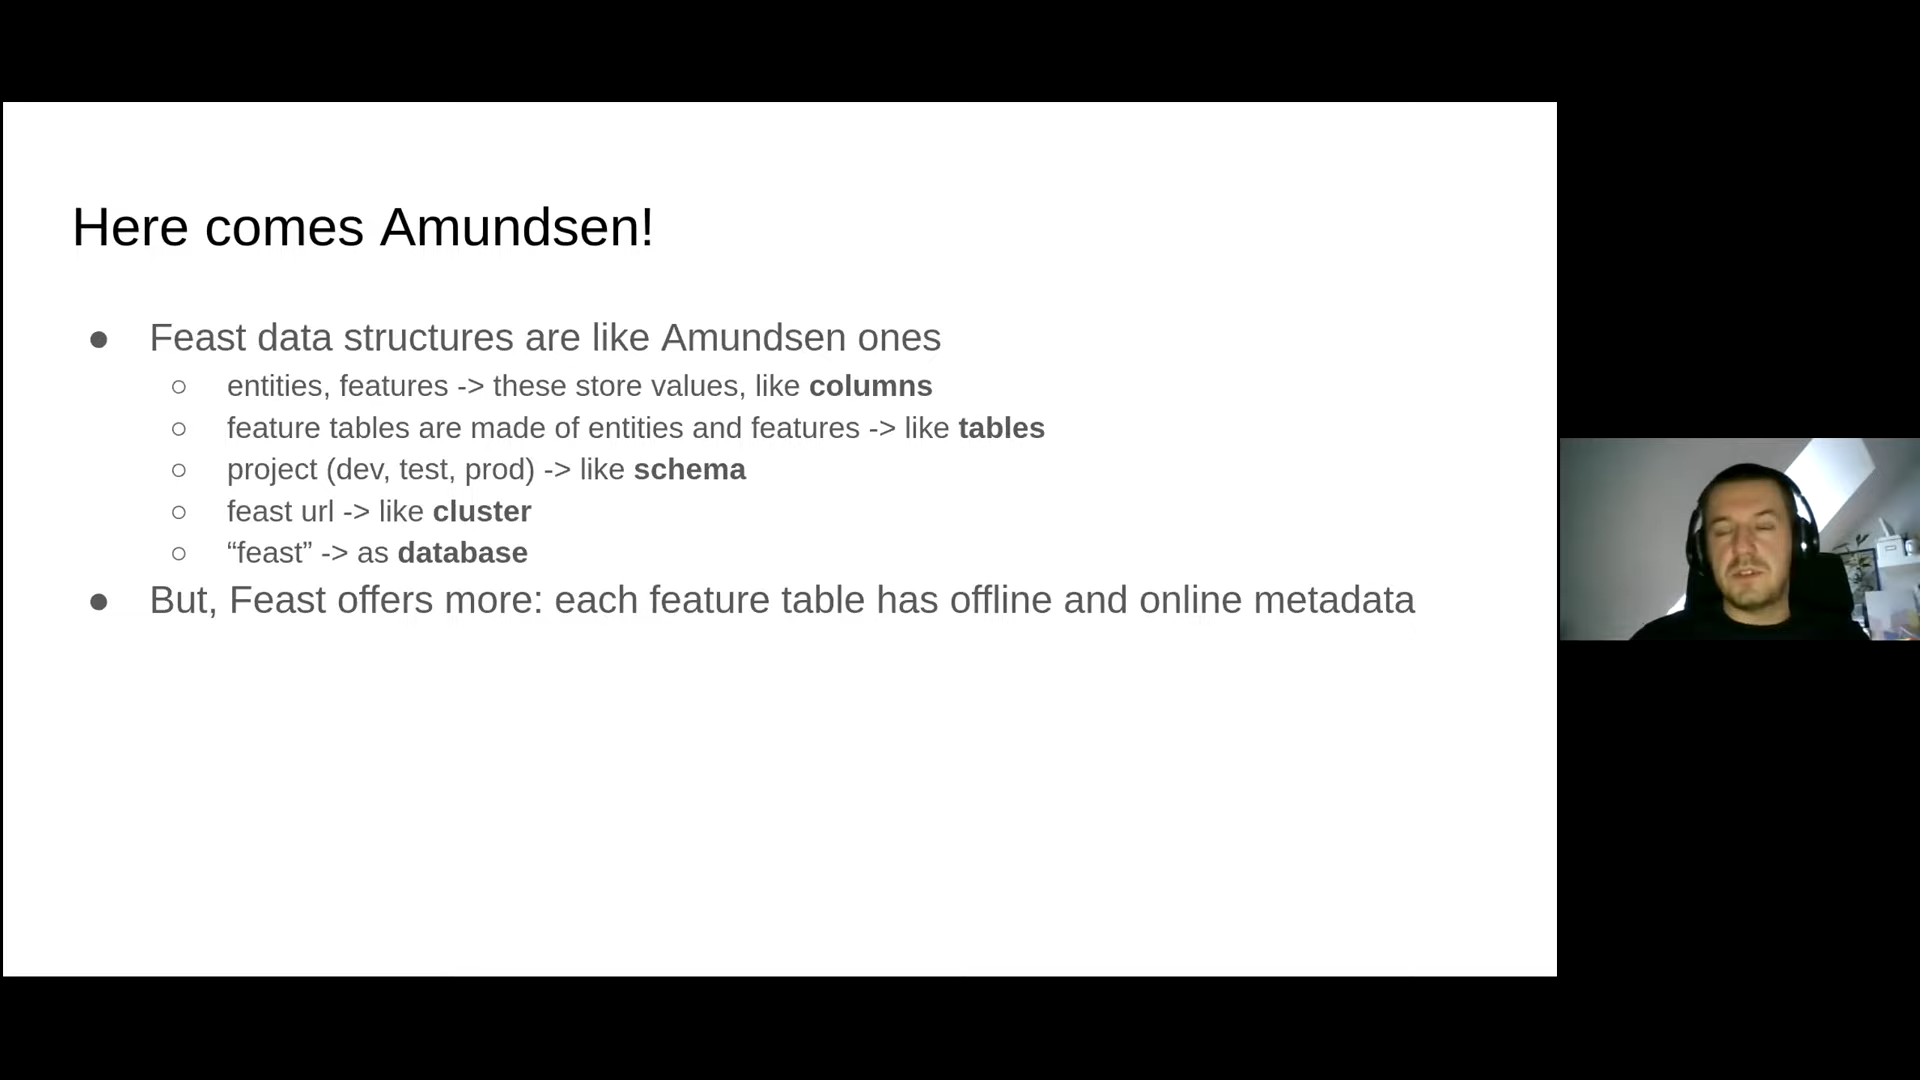 Here comes Amundsen!
● Feast data structures are like Amundsen ones
○ entities, features -> these store values, like columns
○ feature tables are made of entities and features -> like tables
○ project (dev, test, prod) -> like schema
○ feast url -> like cluster
○ “feast” -> as database
● But, Feast offers more: each feature table has offline and online metadata